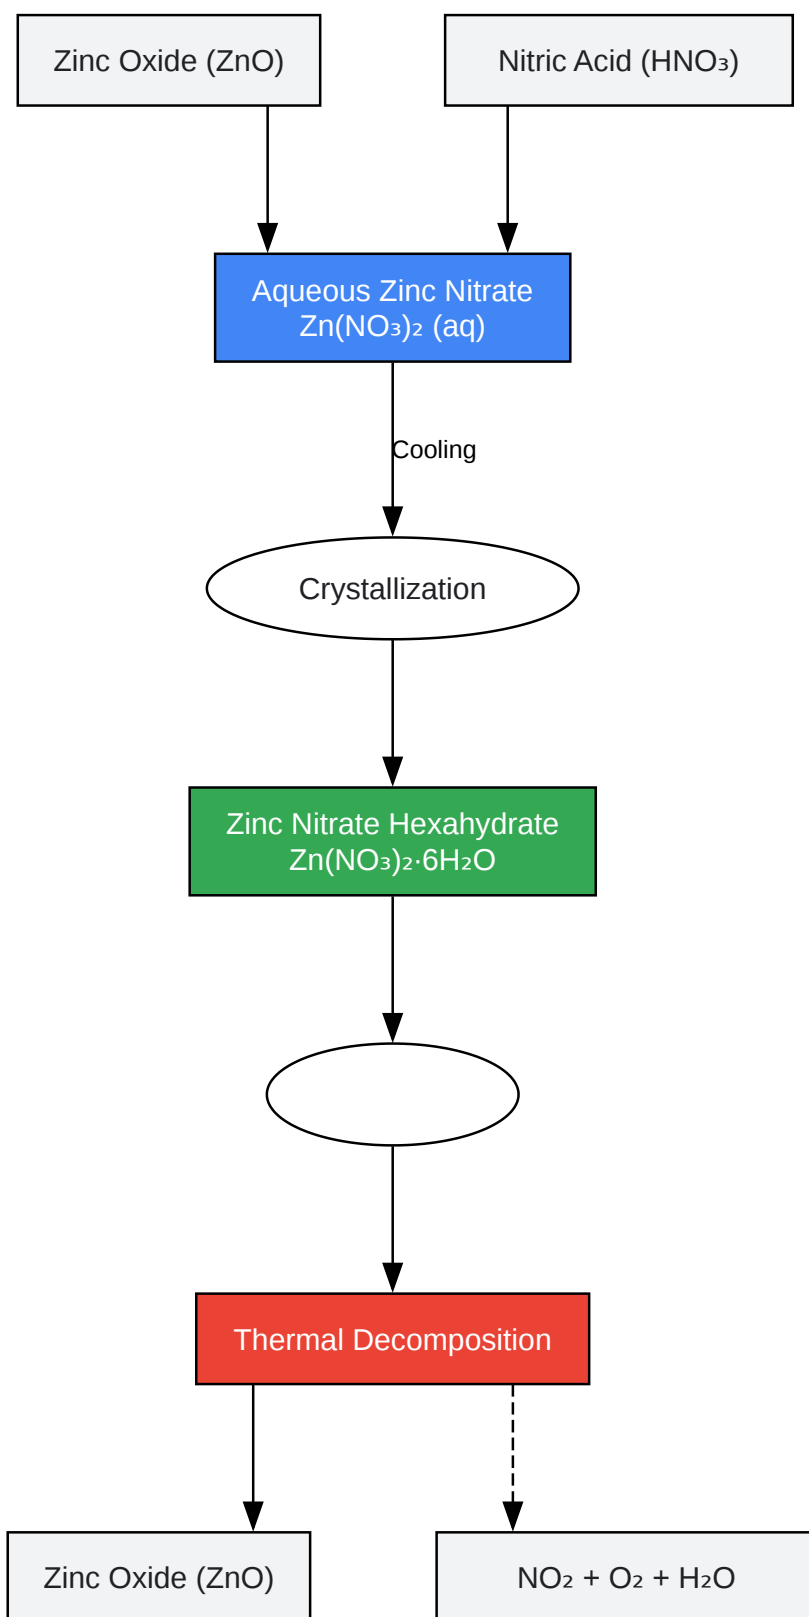 Zinc Oxide (ZnO)
Nitric Acid (HNO₃)
Aqueous Zinc Nitrate
Zn(NO₃)₂ (aq)
Cooling
Crystallization
Zinc Nitrate Hexahydrate
Zn(NO₃)₂·6H₂O
Thermal Decomposition
Zinc Oxide (ZnO)
NO₂ + O₂ + H₂O